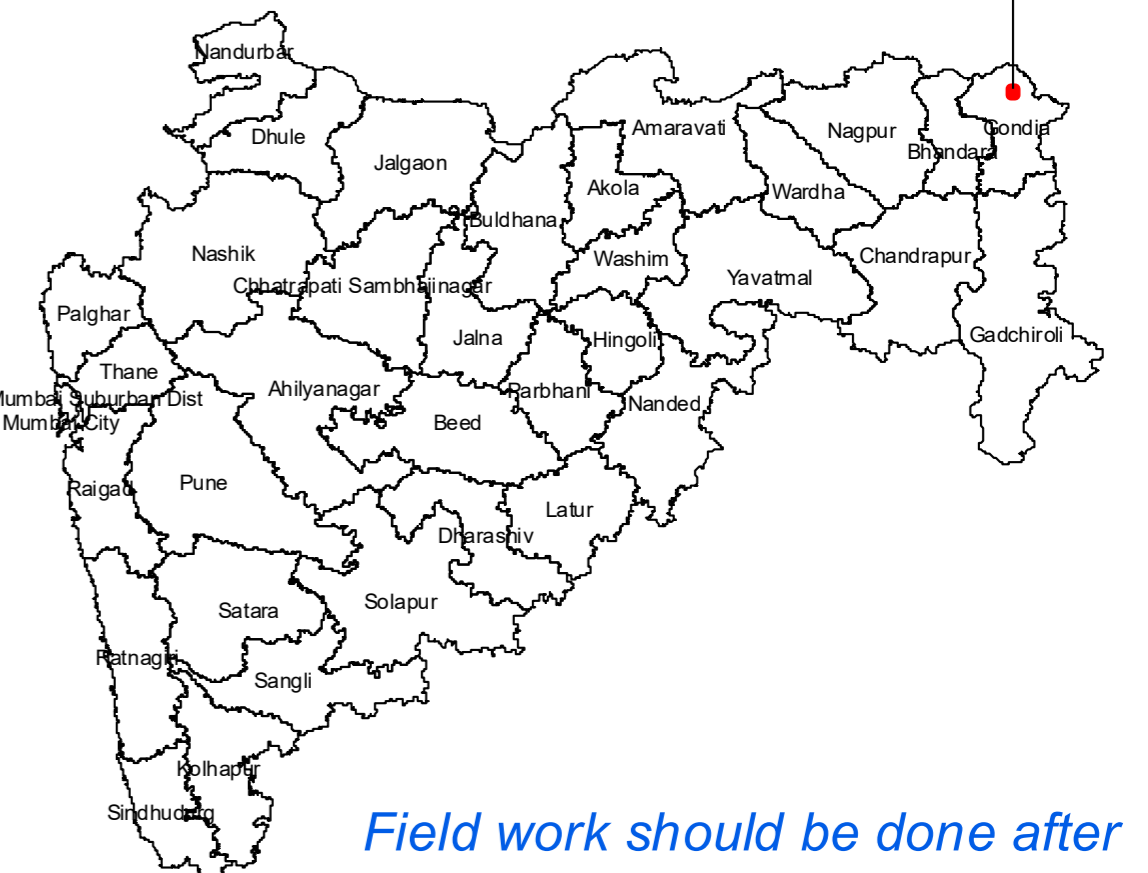 Nandurbar
Dhule
Jalgaon
Amaravati
Nagpur
Gondia
Bhandara
Akola
Wardha
Buldhana
Nashik
Washim
Chandrapur
Chhatrapati Sambhajinagar
Yavatmal
Palghar
Jalna
Hingoli
Gadchiroli
Thane
Ahilyanagar
Parbhani
Mumbai Suburban Dist
Nanded
Mumbai City
Beed
Raigad
Pune
Latur
Dharashiv
Satara
Solapur
Ratnagiri
Sangli
Kolhapur
Sindhudurg
Field work should be done after